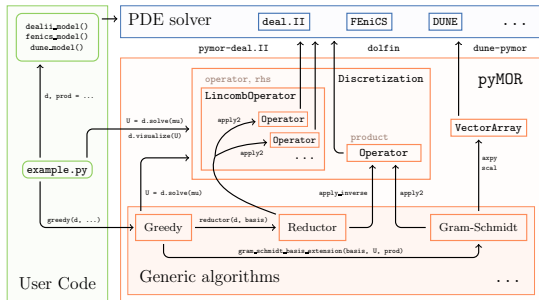 dealii_model()
fenics_model()
dune_model()
PDE solver
deal.II
FEniCS
DUNE
...
pymor-deal.II
dolfin
dune-pymor
d, prod = ...
operator, rhs
LincombOperator
Operator
Operator
...
apply2
apply2
Discretization
product
Operator
pyMOR
VectorArray
U = d.solve(mu)
d.visualize(U)
example.py
U = d.solve(mu)
apply_inverse
apply2
axpy
scal
greedy(d, ...)
Greedy
reductor(d, basis)
Reductor
Gram-Schmidt
gram_schmidt_basis_extension(basis, U, prod)
User Code
Generic algorithms
...